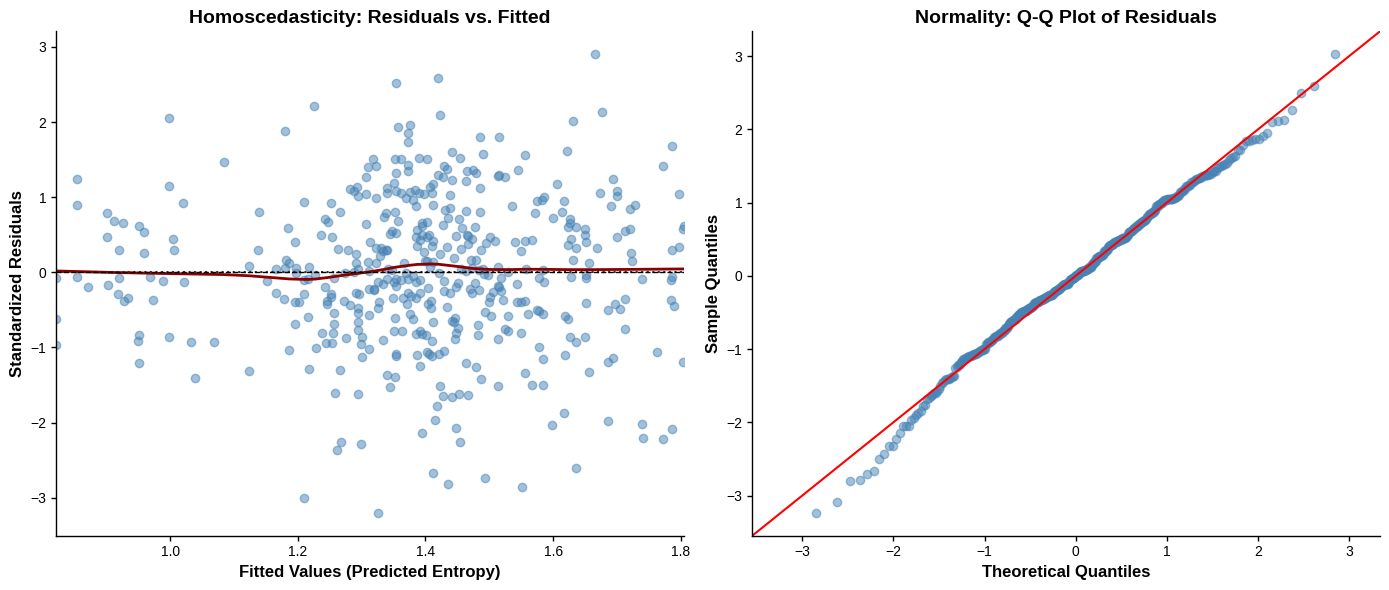 Homoscedasticity: Residuals vs. Fitted
Standardized Residuals
3
2
1
0
−1
−2
−3
1.0 1.2 1.4 1.6 1.8
Fitted Values (Predicted Entropy)
Normality: Q-Q Plot of Residuals
Sample Quantiles
3
2
1
0
−1
−2
−3
−3 −2 −1 0 1 2 3
Theoretical Quantiles